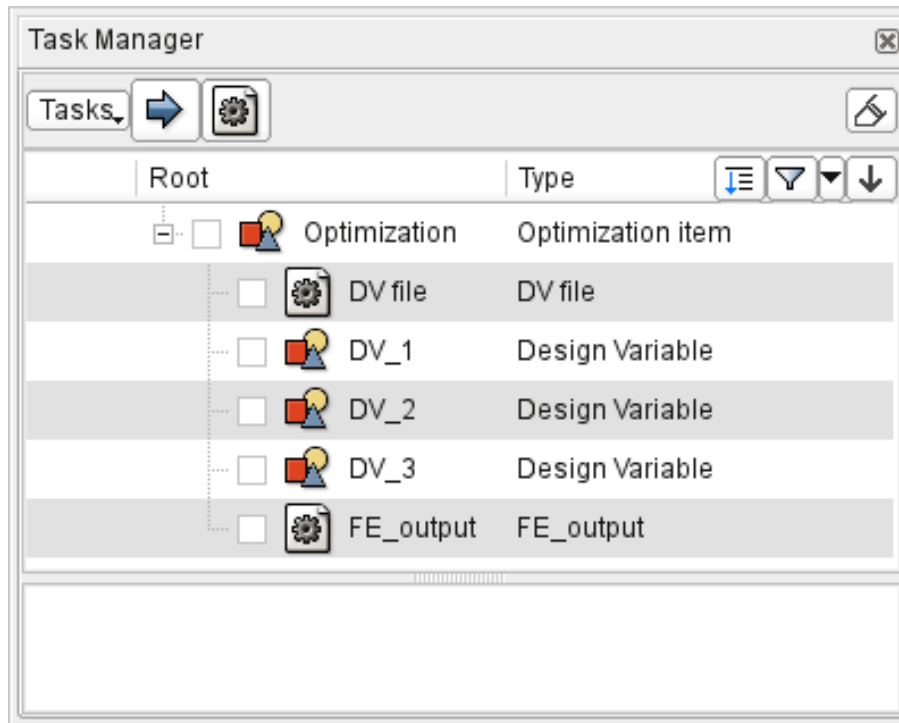 Task Manager
Tasks
Root Type
Optimization Optimization item
DV file DV file
DV_1 Design Variable
DV_2 Design Variable
DV_3 Design Variable
FE_output FE_output